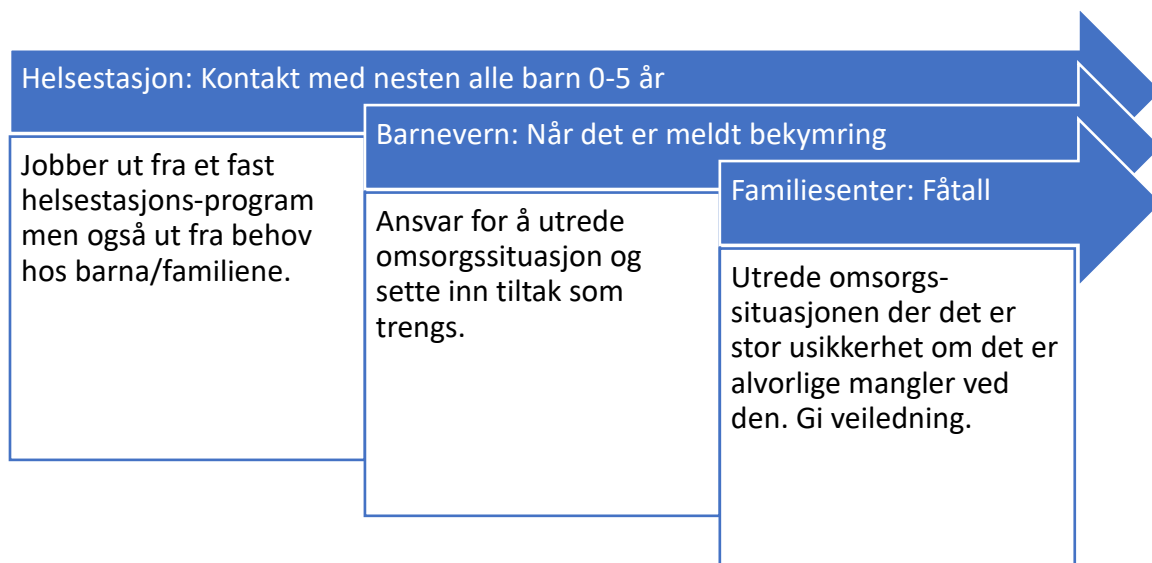 Helsestasjon: Kontakt med nesten alle barn 0-5 år
Jobber ut fra et fast
helsestasjons-program
men også ut fra behov
hos barna/familiene.
Barnevern: Når det er meldt bekymring
Ansvar for å utrede
omsorgssituasjon og
sette inn tiltak som
trengs.
Familiesenter: Fåtall
Utrede omsorgs-
situasjonen der det er
stor usikkerhet om det er
alvorlige mangler ved
den. Gi veiledning.